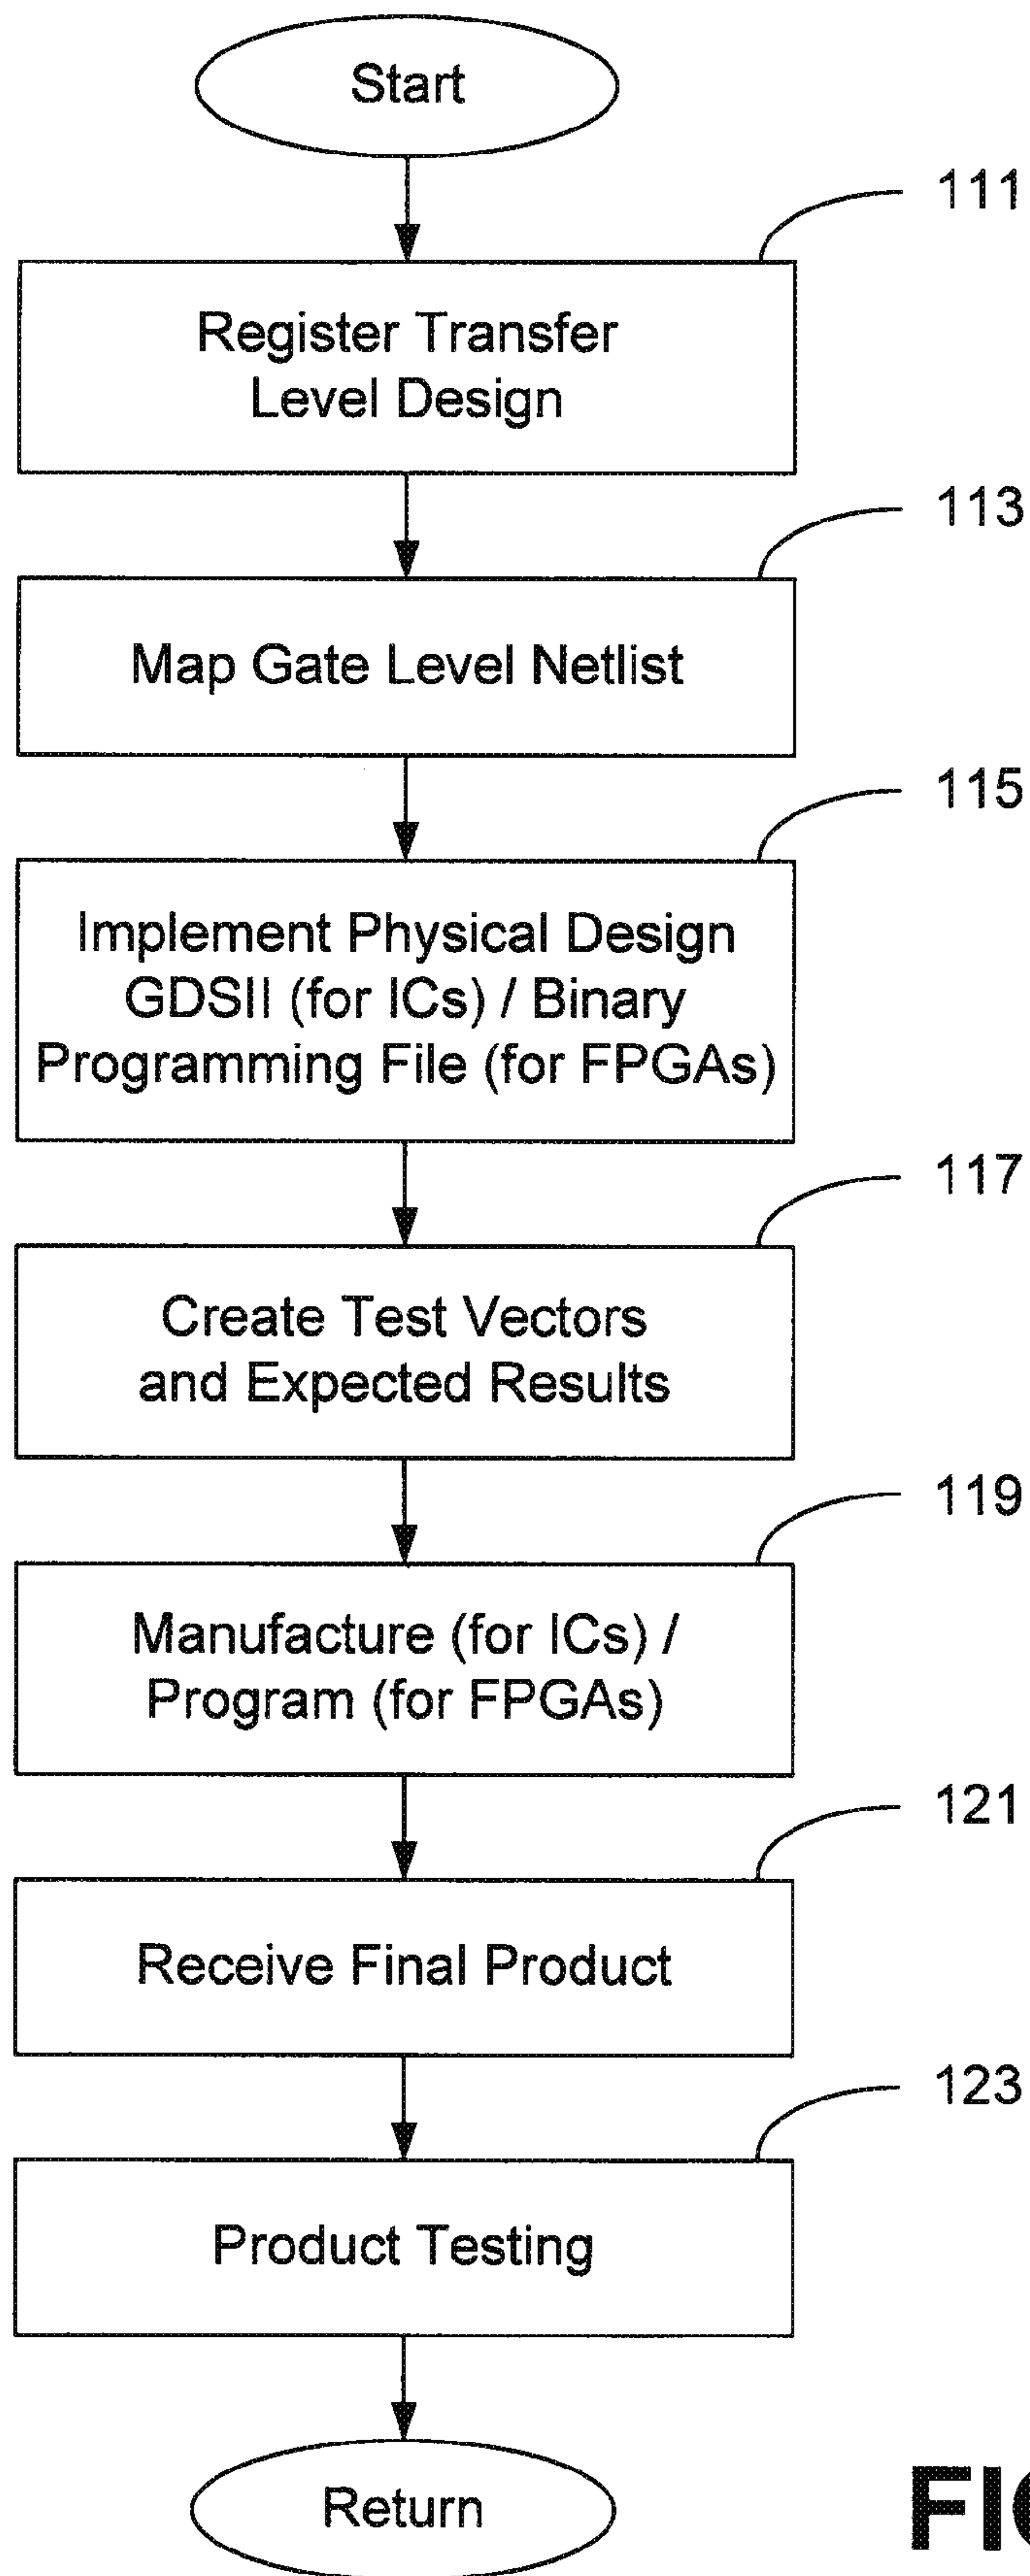 Start
111
Register Transfer
Level Design
113
Map Gate Level Netlist
115
Implement Physical Design
GDSII (for ICs) / Binary
Programming File (for FPGAs)
117
Create Test Vectors
and Expected Results
119
Manufacture (for ICs) /
Program (for FPGAs)
121
Receive Final Product
123
Product Testing
Return